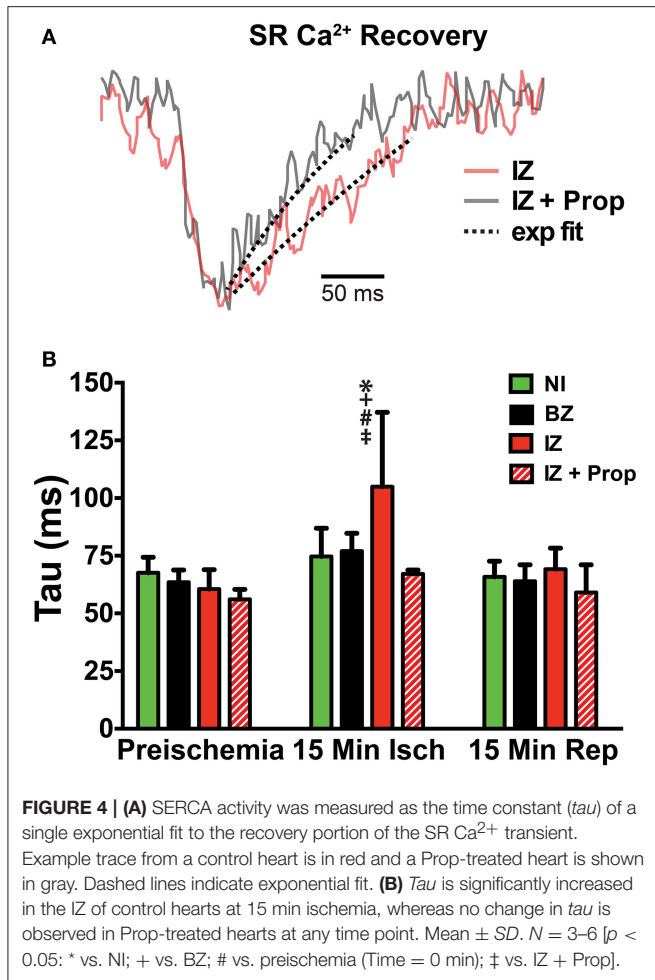 A
SR Ca²⁺ Recovery
IZ
IZ + Prop
exp fit
50 ms
B
150
125
100
75
50
25
0
Tau (ms)
*+#‡
NI
BZ
IZ
IZ + Prop
Preischemia 15 Min Isch 15 Min Rep
FIGURE 4 | (A) SERCA activity was measured as the time constant (tau) of a
single exponential fit to the recovery portion of the SR Ca²⁺ transient.
Example trace from a control heart is in red and a Prop-treated heart is shown
in gray. Dashed lines indicate exponential fit. (B) Tau is significantly increased
in the IZ of control hearts at 15 min ischemia, whereas no change in tau is
observed in Prop-treated hearts at any time point. Mean ± SD. N = 3–6 [p <
0.05: * vs. NI; + vs. BZ; # vs. preischemia (Time = 0 min); ‡ vs. IZ + Prop].